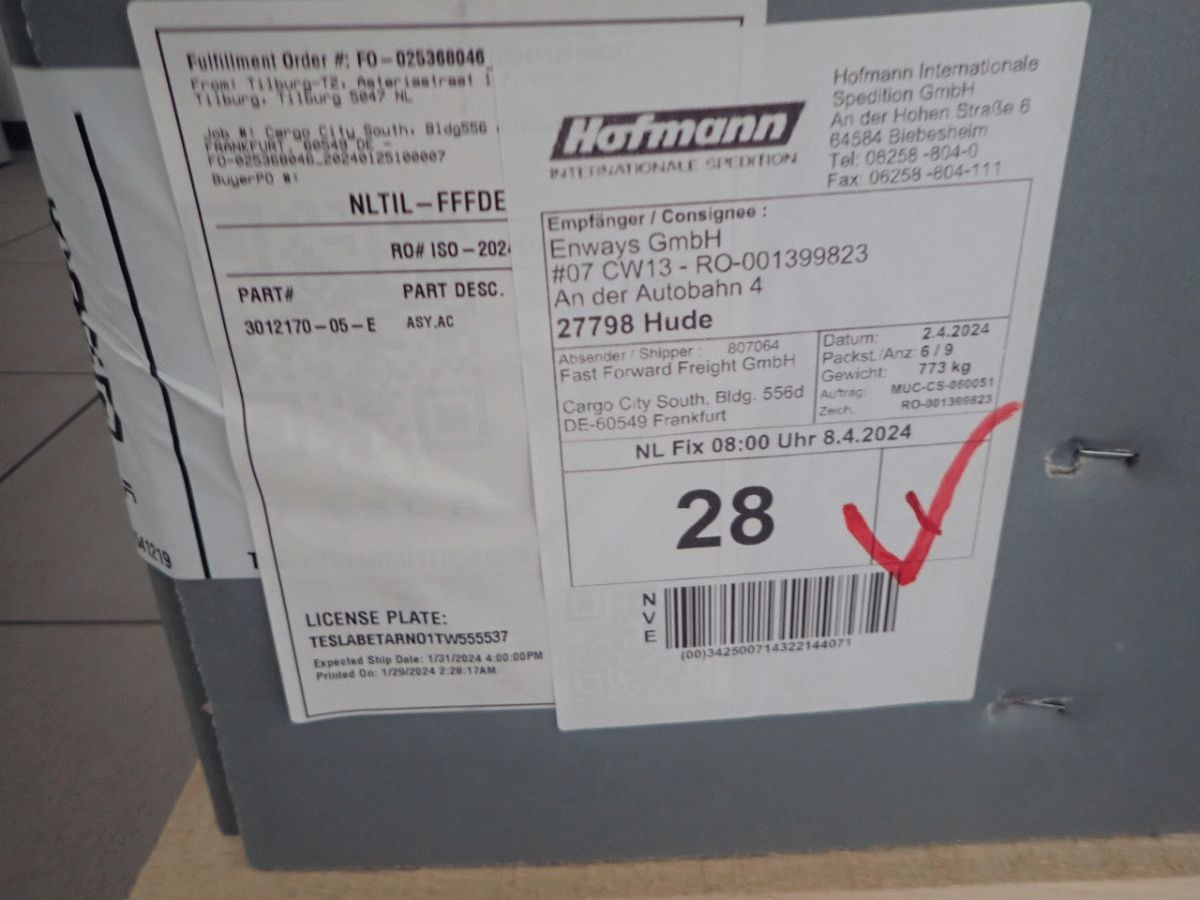 Fulfillment Order #: FO-025368046
From: Tilburg-T2, Asteriastraat 1
Tilburg, Tilburg 5047 NL
Job #: Cargo City South, Bldg556
FRANKFURT, 60549 DE -
FO-025368046_20240125100007
BuyerPO #:
NLTIL-FFFDE
RO# ISO-2024
PART# PART DESC.
3012170-05-E ASY,AC
LICENSE PLATE:
TESLABETARN01TW555537
Expected Ship Date: 1/31/2024 4:00:00PM
Printed On: 1/29/2024 2:28:17AM
Hofmann
INTERNATIONALE SPEDITION
Hofmann Internationale
Spedition GmbH
An der Hohen Straße 6
64584 Biebesheim
Tel: 06258 -804-0
Fax: 06258 -804-111
Empfänger / Consignee :
Enways GmbH
#07 CW13 - RO-001399823
An der Autobahn 4
27798 Hude
Absender / Shipper : 807064
Fast Forward Freight GmbH
Cargo City South, Bldg. 556d
DE-60549 Frankfurt
Datum: 2.4.2024
Packst./Anz: 6 / 9
Gewicht: 773 kg
Auftrag: MUC-CS-060051
Zeich.: RO-001399823
NL Fix 08:00 Uhr 8.4.2024
28
NVE
(00)342500714322144071